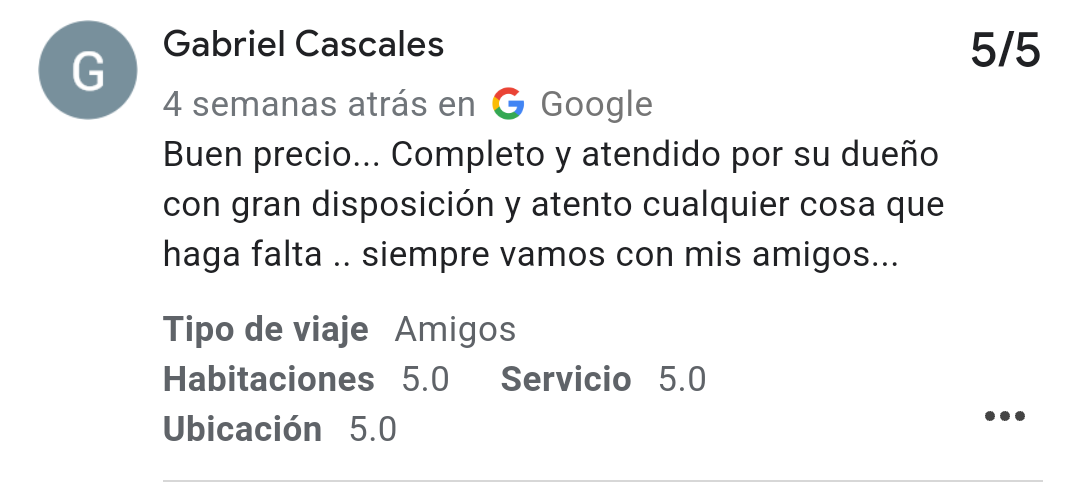 G
Gabriel Cascales
5/5
4 semanas atrás en G Google
Buen precio... Completo y atendido por su dueño
con gran disposición y atento cualquier cosa que
haga falta .. siempre vamos con mis amigos...
Tipo de viaje Amigos
Habitaciones 5.0 Servicio 5.0
Ubicación 5.0